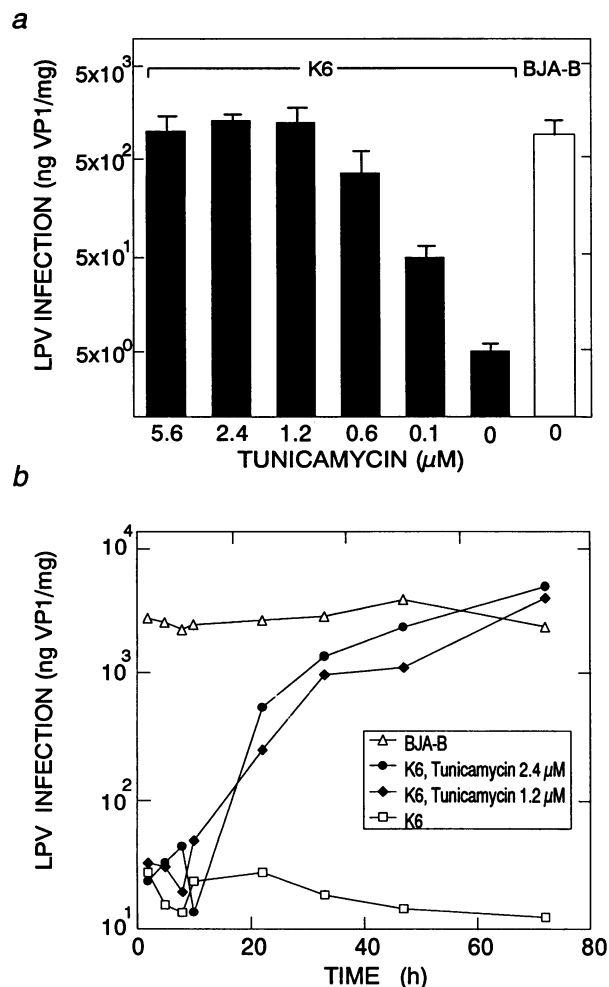 a
LPV INFECTION (ng VP1/mg)
K6
BJA-B
5x10³
5x10²
5x10¹
5x10⁰
5.6 2.4 1.2 0.6 0.1 0 0
TUNICAMYCIN (µM)
b
LPV INFECTION (ng VP1/mg)
10⁴
10³
10²
10¹
BJA-B
K6, Tunicamycin 2.4 µM
K6, Tunicamycin 1.2 µM
K6
0 20 40 60 80
TIME (h)